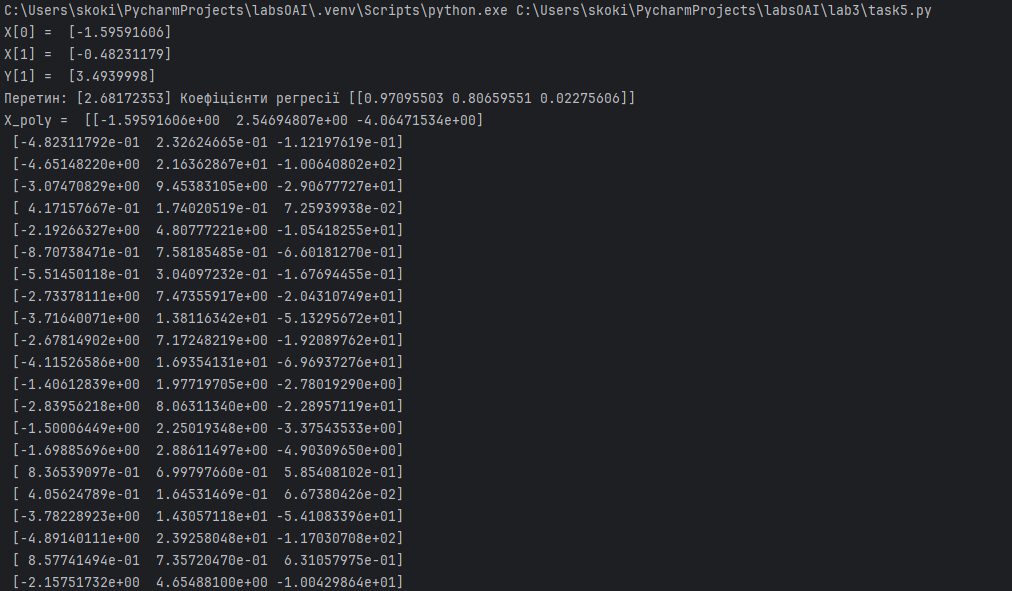 C:\Users\skoki\PycharmProjects\labsOAI\.venv\Scripts\python.exe C:\Users\skoki\PycharmProjects\labsOAI\lab3\task5.py
X[0] =  [-1.59591606]
X[1] =  [-0.48231179]
Y[1] =  [3.4939998]
Перетин: [2.68172353] Коефіцієнти регресії [[0.97095503 0.80659551 0.02275606]]
X_poly =  [[-1.59591606e+00  2.54694807e+00 -4.06471534e+00]
 [-4.82311792e-01  2.32624665e-01 -1.12197619e-01]
 [-4.65148220e+00  2.16362867e+01 -1.00640802e+02]
 [-3.07470829e+00  9.45383105e+00 -2.90677727e+01]
 [ 4.17157667e-01  1.74020519e-01  7.25939938e-02]
 [-2.19266327e+00  4.80777221e+00 -1.05418255e+01]
 [-8.70738471e-01  7.58185485e-01 -6.60181270e-01]
 [-5.51450118e-01  3.04097232e-01 -1.67694455e-01]
 [-2.73378111e+00  7.47355917e+00 -2.04310749e+01]
 [-3.71640071e+00  1.38116342e+01 -5.13295672e+01]
 [-2.67814902e+00  7.17248219e+00 -1.92089762e+01]
 [-4.11526586e+00  1.69354131e+01 -6.96937276e+01]
 [-1.40612839e+00  1.97719705e+00 -2.78019290e+00]
 [-2.83956218e+00  8.06311340e+00 -2.28957119e+01]
 [-1.50006449e+00  2.25019348e+00 -3.37543533e+00]
 [-1.69885696e+00  2.88611497e+00 -4.90309650e+00]
 [ 8.36539097e-01  6.99797660e-01  5.85408102e-01]
 [ 4.05624789e-01  1.64531469e-01  6.67380426e-02]
 [-3.78228923e+00  1.43057118e+01 -5.41083396e+01]
 [-4.89140111e+00  2.39258048e+01 -1.17030708e+02]
 [ 8.57741494e-01  7.35720470e-01  6.31057975e-01]
 [-2.15751732e+00  4.65488100e+00 -1.00429864e+01]